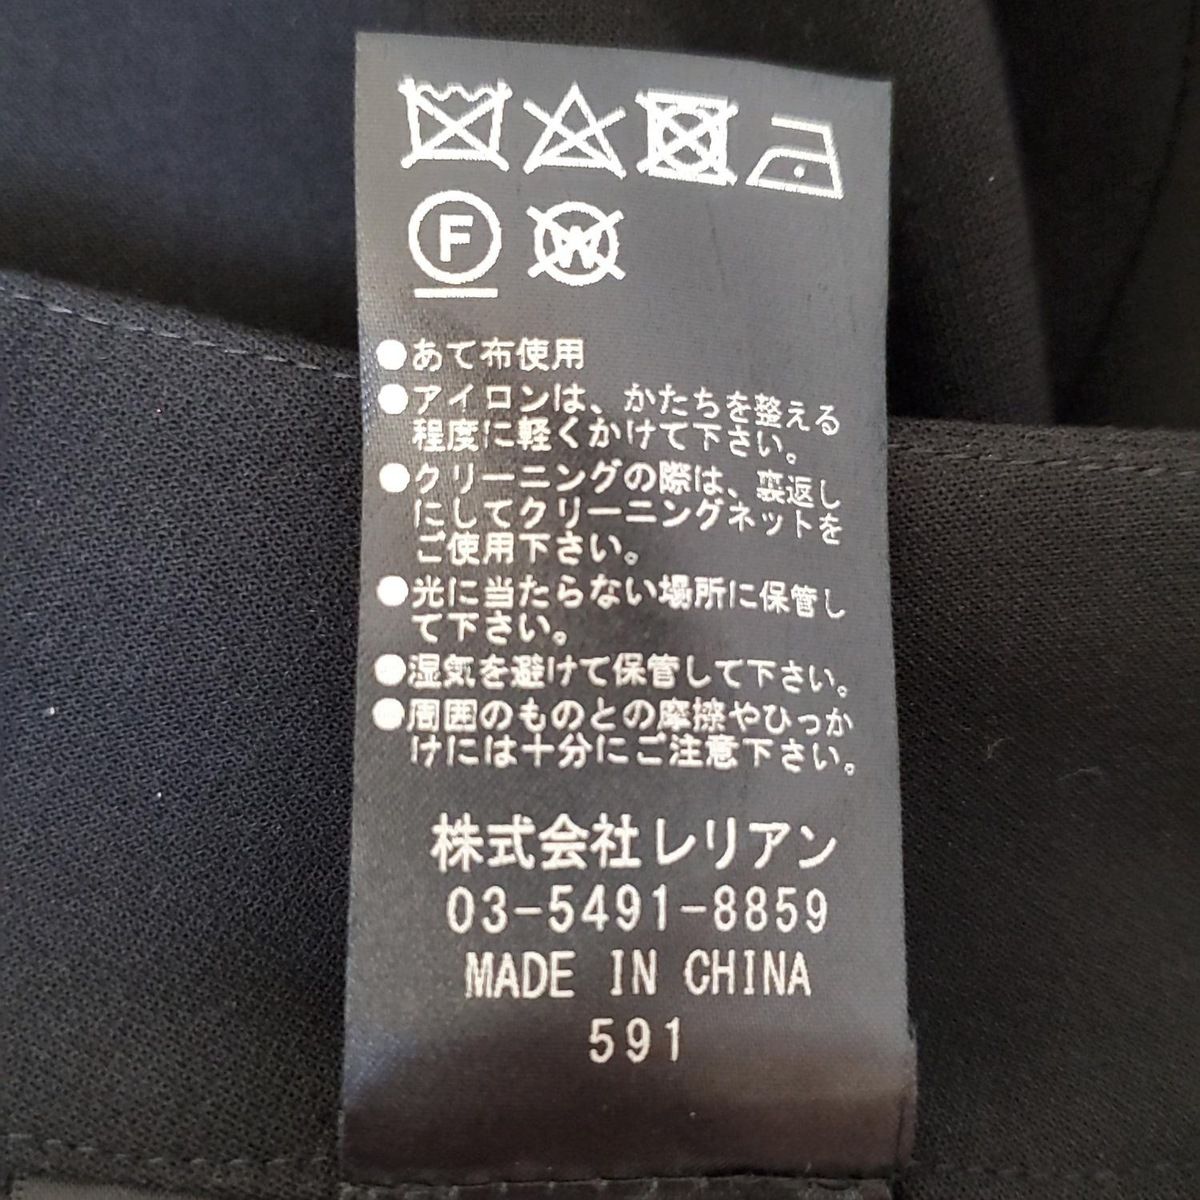 F W
●あて布使用
●アイロンは、かたちを整える
程度に軽くかけて下さい。
●クリーニングの際は、裏返し
にしてクリーニングネットを
ご使用下さい。
●光に当たらない場所に保管し
て下さい。
●湿気を避けて保管して下さい。
●周囲のものとの摩擦やひっか
けには十分にご注意下さい。
株式会社レリアン
03-5491-8859
MADE IN CHINA
591